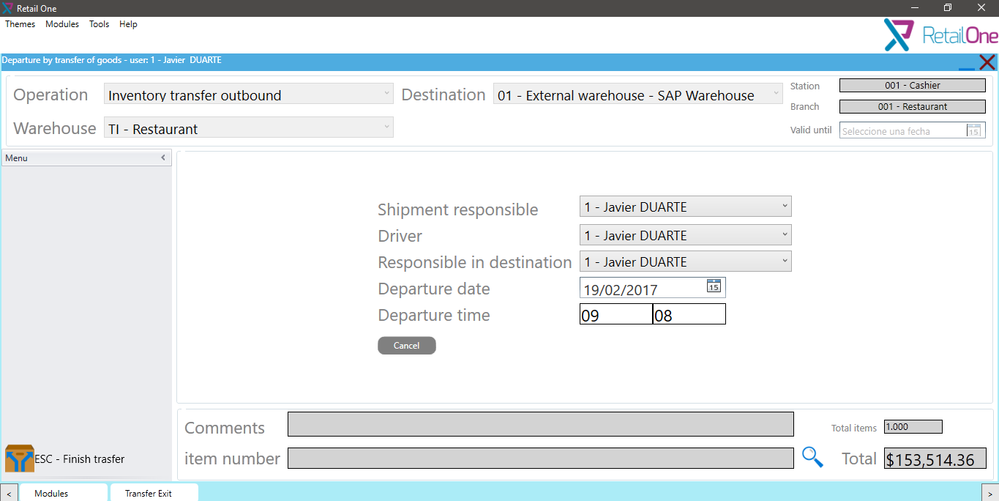 Retail One
Themes Modules Tools Help
RetailOne
Departure by transfer of goods - user: 1 - Javier DUARTE
Operation Inventory transfer outbound Destination 01 - External warehouse - SAP Warehouse
Station 001 - Cashier
Branch 001 - Restaurant
Warehouse TI - Restaurant
Valid until Seleccione una fecha 15
Menu
Shipment responsible 1 - Javier DUARTE
Driver 1 - Javier DUARTE
Responsible in destination 1 - Javier DUARTE
Departure date 19/02/2017 15
Departure time 09 08
Cancel
Comments
Total items 1.000
ESC - Finish trasfer
item number
Total $153,514.36
< Modules Transfer Exit >